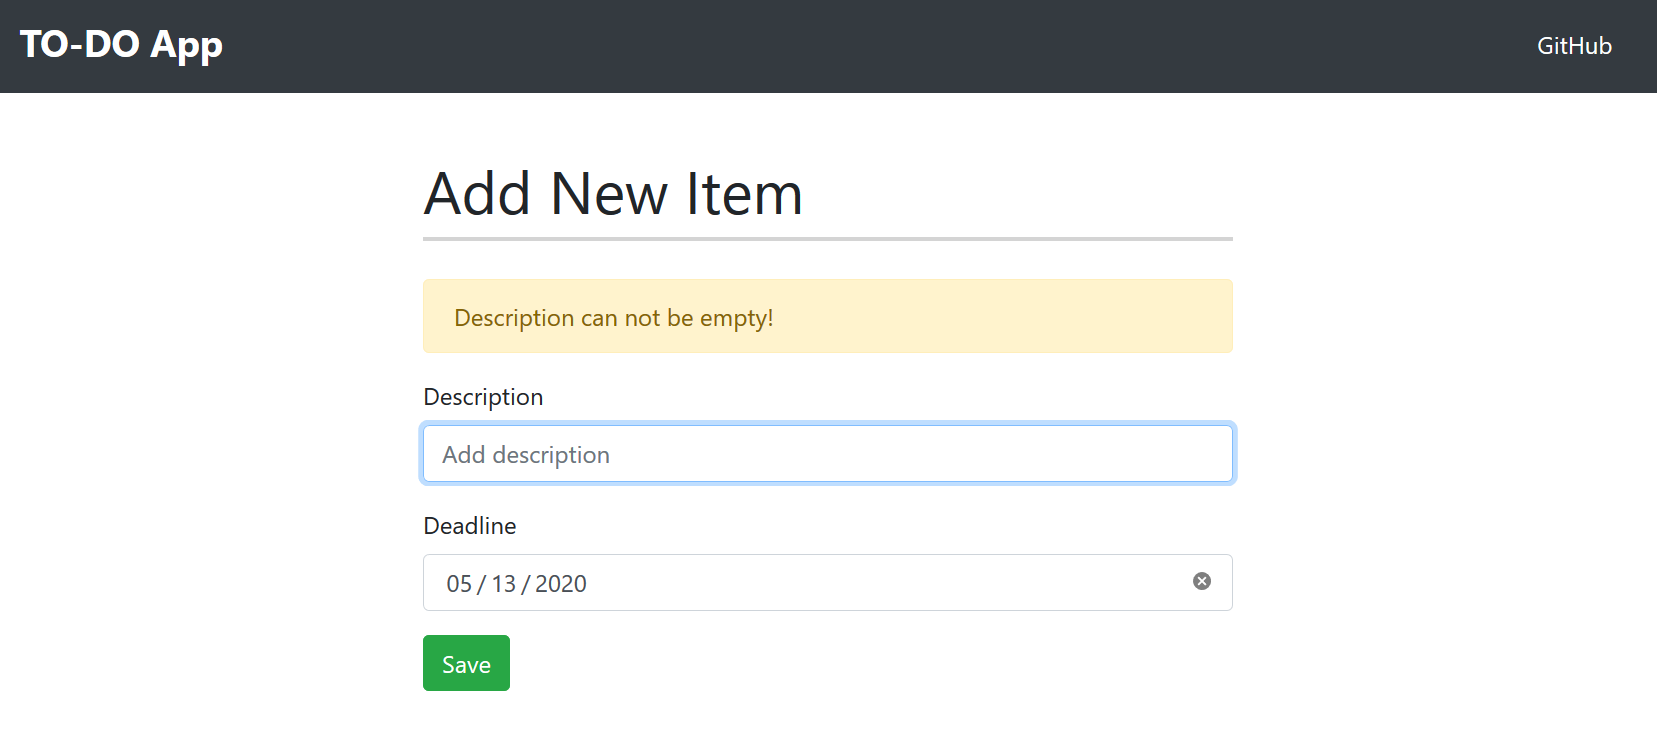 TO-DO App
GitHub
Add New Item
Description can not be empty!
Description
Add description
Deadline
05 / 13 / 2020
Save